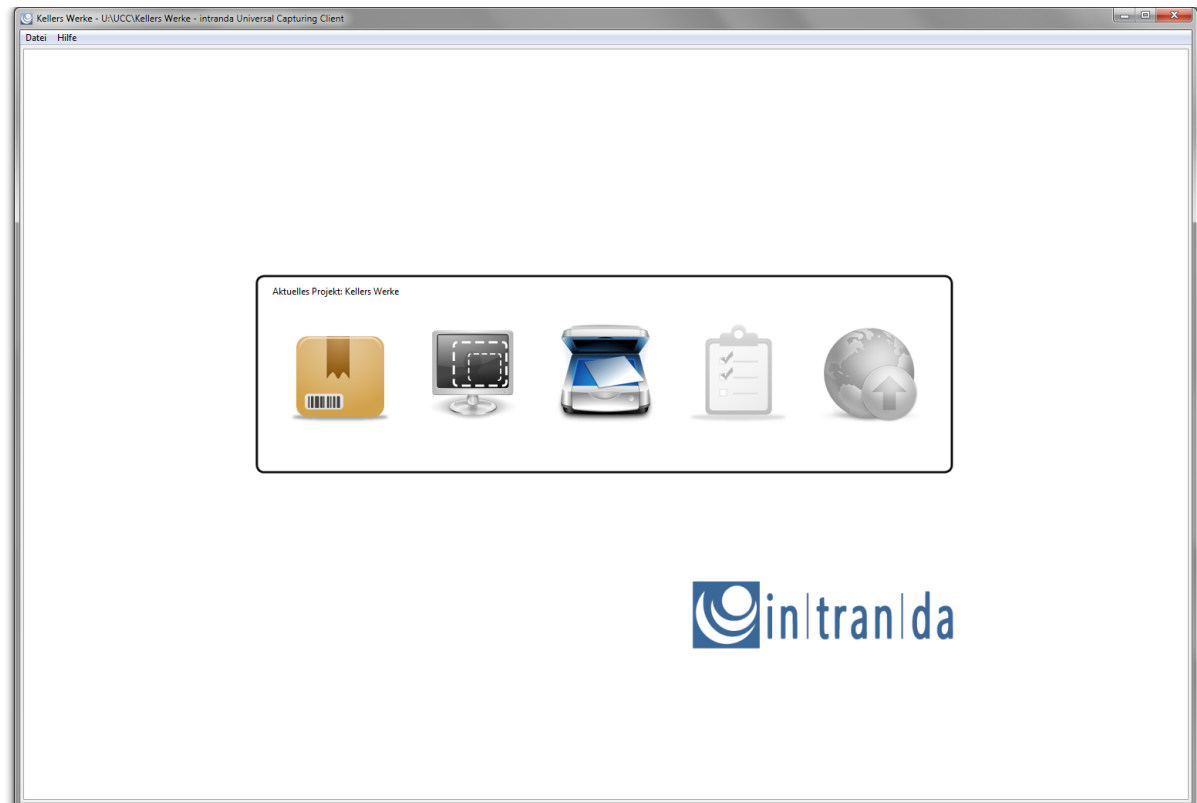 Kellers Werke - U:\UCC\Kellers Werke - intranda Universal Capturing Client
Datei Hilfe
Aktuelles Projekt: Kellers Werke
in|tran|da